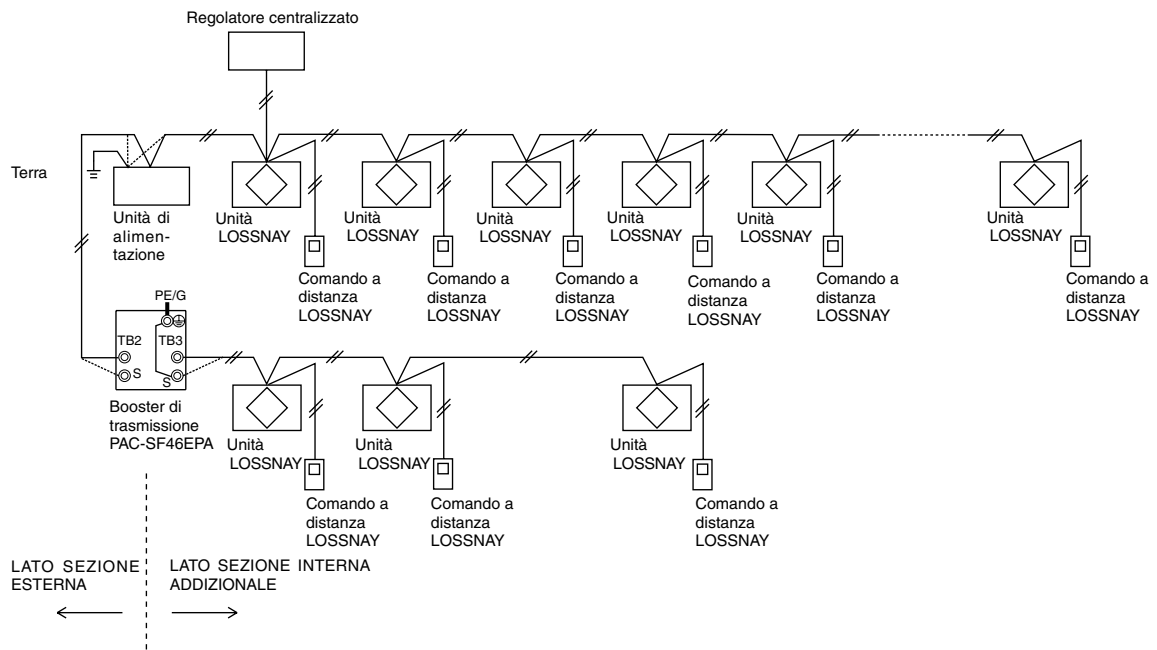 Regolatore centralizzato
Terra
Unità di
alimen-
tazione
Unità
LOSSNAY
Unità
LOSSNAY
Unità
LOSSNAY
Unità
LOSSNAY
Unità
LOSSNAY
Unità
LOSSNAY
Comando a
distanza
LOSSNAY
Comando a
distanza
LOSSNAY
Comando a
distanza
LOSSNAY
Comando a
distanza
LOSSNAY
Comando a
distanza
LOSSNAY
Comando a
distanza
LOSSNAY
PE/G
TB2
TB3
S
S
Booster di
trasmissione
PAC-SF46EPA
Unità
LOSSNAY
Unità
LOSSNAY
Unità
LOSSNAY
Comando a
distanza
LOSSNAY
Comando a
distanza
LOSSNAY
Comando a
distanza
LOSSNAY
LATO SEZIONE
ESTERNA
LATO SEZIONE INTERNA
ADDIZIONALE